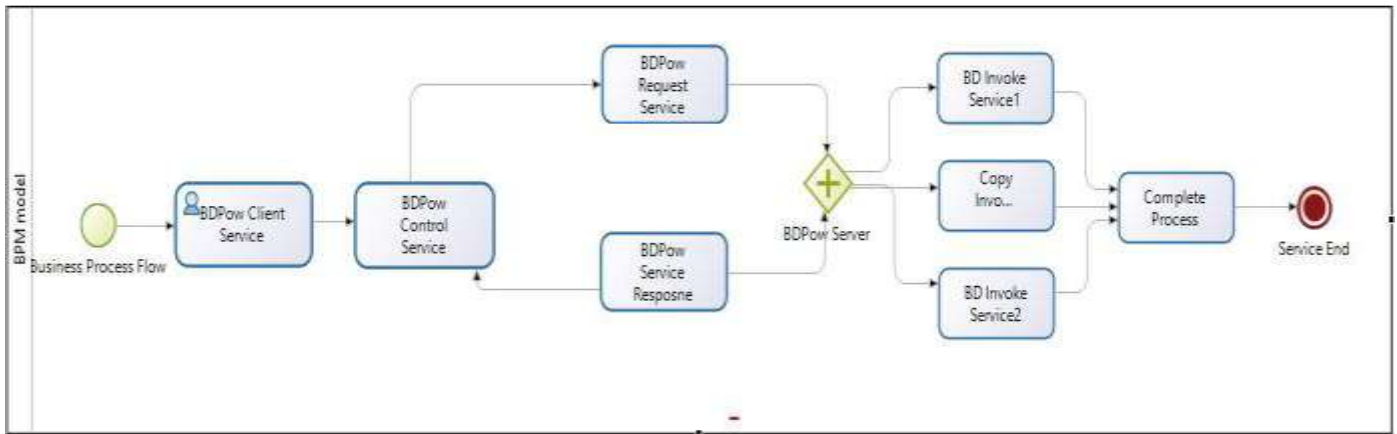 BPM model
Business Process Flow
BDPow Client
Service
BDPow
Control
Service
BDPow
Request
Service
BDPow
Service
Resposne
BDPow Server
BD Invoke
Service1
Copy
Invo...
BD Invoke
Service2
Complete
Process
Service End